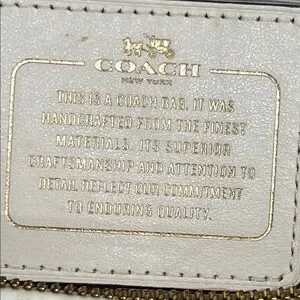 COACH
NEW YORK
THIS IS A COACH BAG. IT WAS
HANDCRAFTED FROM THE FINEST
MATERIALS. ITS SUPERIOR
CRAFTSMANSHIP AND ATTENTION TO
DETAIL REFLECT OUR COMMITMENT
TO ENDURING QUALITY.